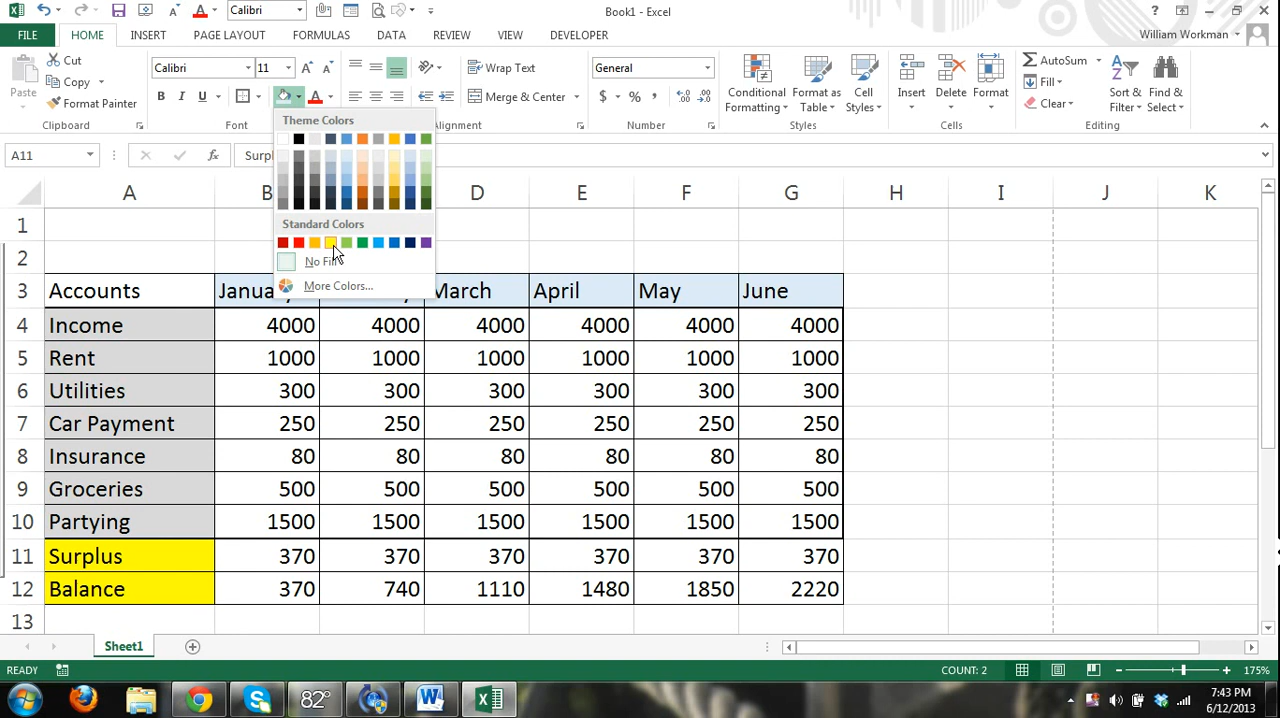 Calibri
Book1 - Excel
?
FILE
HOME
INSERT
PAGE LAYOUT
FORMULAS
DATA
REVIEW
VIEW
DEVELOPER
William Workman
Paste
Cut
Copy
Format Painter
Clipboard
Calibri
11
B I U
Font
Wrap Text
Merge & Center
Alignment
General
$ % ,
Number
Conditional
Formatting
Format as
Table
Cell
Styles
Styles
Insert
Delete
Format
Cells
AutoSum
Fill
Clear
Sort &
Filter
Find &
Select
Editing
Theme Colors
Standard Colors
No Fill
More Colors...
A11
fx
A B D E F G H I J K
1
2
3 Accounts March April May June
4 Income 4000 4000 4000 4000 4000 4000
5 Rent 1000 1000 1000 1000 1000 1000
6 Utilities 300 300 300 300 300 300
7 Car Payment 250 250 250 250 250 250
8 Insurance 80 80 80 80 80 80
9 Groceries 500 500 500 500 500 500
10 Partying 1500 1500 1500 1500 1500 1500
11 Surplus 370 370 370 370 370 370
12 Balance 370 740 1110 1480 1850 2220
13
Sheet1
READY
COUNT: 2
175%
82°
7:43 PM
6/12/2013